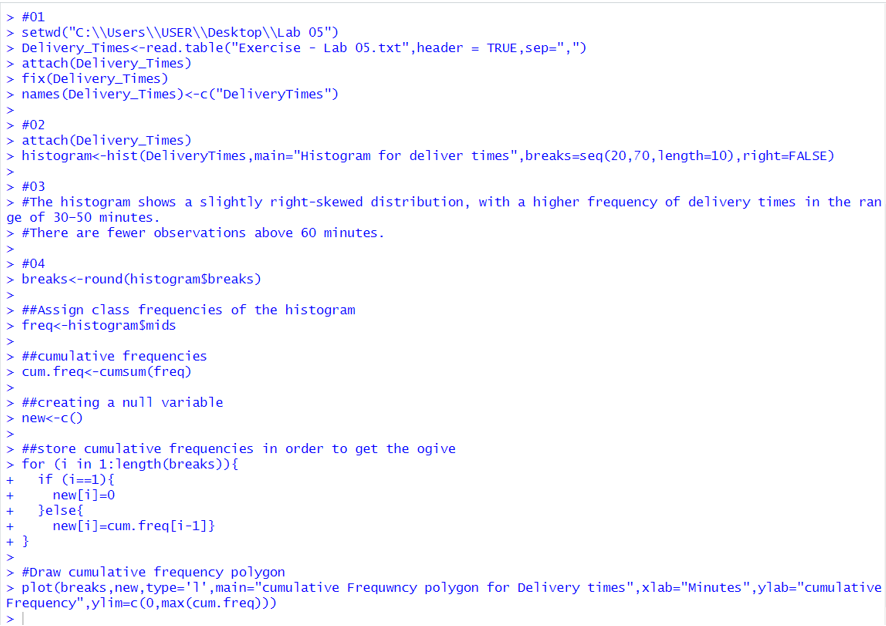 > #01
> setwd("C:\\Users\\USER\\Desktop\\Lab 05")
> Delivery_Times<-read.table("Exercise - Lab 05.txt",header = TRUE,sep=",")
> attach(Delivery_Times)
> fix(Delivery_Times)
> names(Delivery_Times)<-c("DeliveryTimes")
>
> #02
> attach(Delivery_Times)
> histogram<-hist(DeliveryTimes,main="Histogram for deliver times",breaks=seq(20,70,length=10),right=FALSE)
>
> #03
> #The histogram shows a slightly right-skewed distribution, with a higher frequency of delivery times in the ran
ge of 30-50 minutes.
> #There are fewer observations above 60 minutes.
>
> #04
> breaks<-round(histogram$breaks)
>
> ##Assign class frequencies of the histogram
> freq<-histogram$mids
>
> ##cumulative frequencies
> cum.freq<-cumsum(freq)
>
> ##creating a null variable
> new<-c()
>
> ##store cumulative frequencies in order to get the ogive
> for (i in 1:length(breaks)){
+   if (i==1){
+     new[i]=0
+   }else{
+     new[i]=cum.freq[i-1]}
+ }
>
> #Draw cumulative frequency polygon
> plot(breaks,new,type='l',main="cumulative Frequwncy polygon for Delivery times",xlab="Minutes",ylab="cumulative
Frequency",ylim=c(0,max(cum.freq)))
>